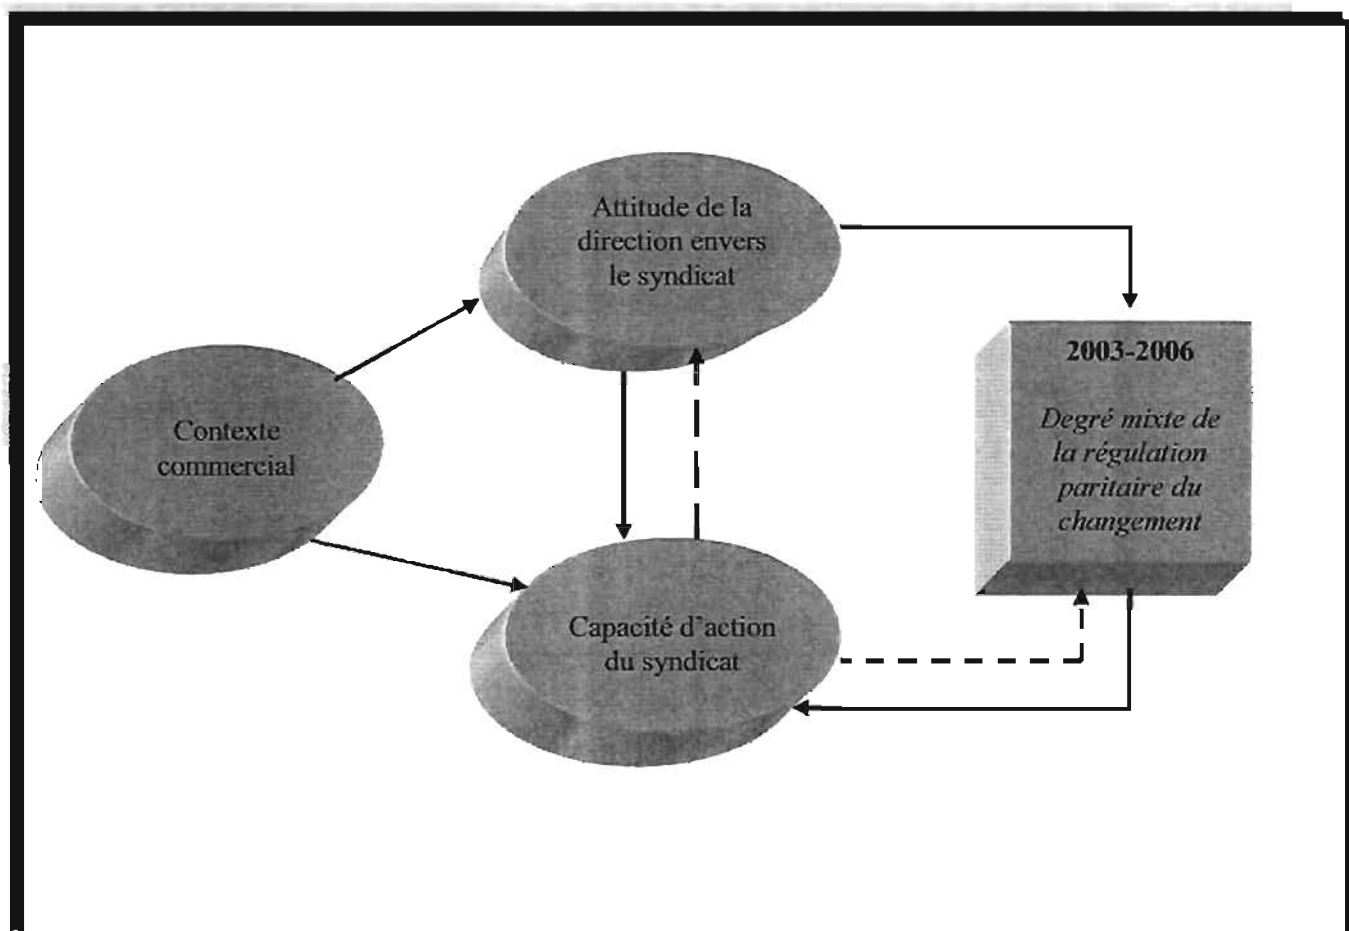 Attitude de la
direction envers
le syndicat
2003-2006
Degré mixte de
la régulation
paritaire du
changement
Contexte
commercial
Capacité d'action
du syndicat